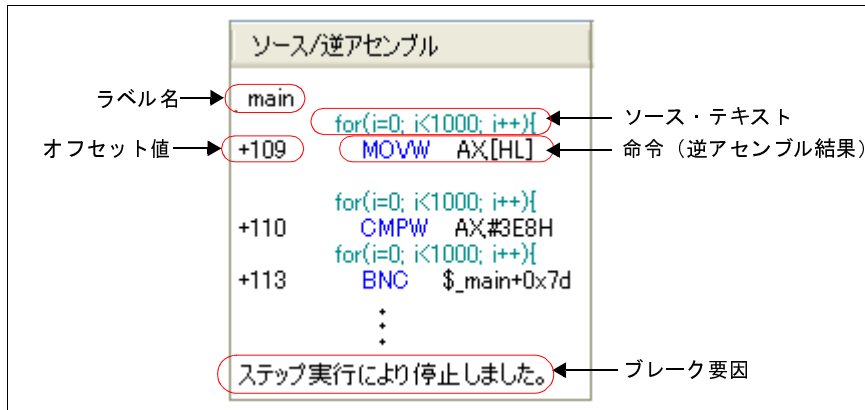 ソース/逆アセンブル
ラベル名
main
for(i=0; i<1000; i++){
ソース・テキスト
オフセット値
+109 MOVW AX,[HL]
命令（逆アセンブル結果）
for(i=0; i<1000; i++){
+110 CMPW AX,#3E8H
for(i=0; i<1000; i++){
+113 BNC $_main+0x7d
ステップ実行により停止しました。
ブレーク要因